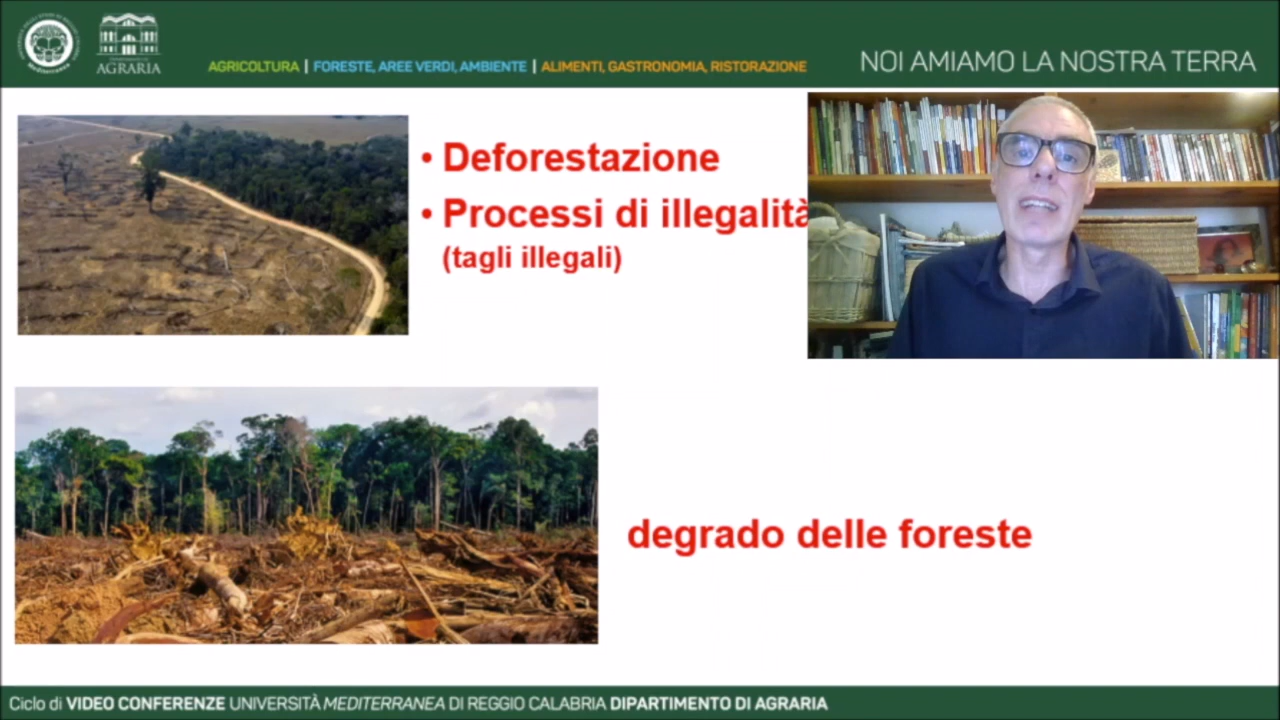 AGRARIA
AGRICOLTURA | FORESTE, AREE VERDI, AMBIENTE | ALIMENTI, GASTRONOMIA, RISTORAZIONE
NOI AMIAMO LA NOSTRA TERRA
• Deforestazione
• Processi di illegalità
(tagli illegali)
degrado delle foreste
Ciclo di VIDEO CONFERENZE UNIVERSITÀ MEDITERRANEA DI REGGIO CALABRIA DIPARTIMENTO DI AGRARIA